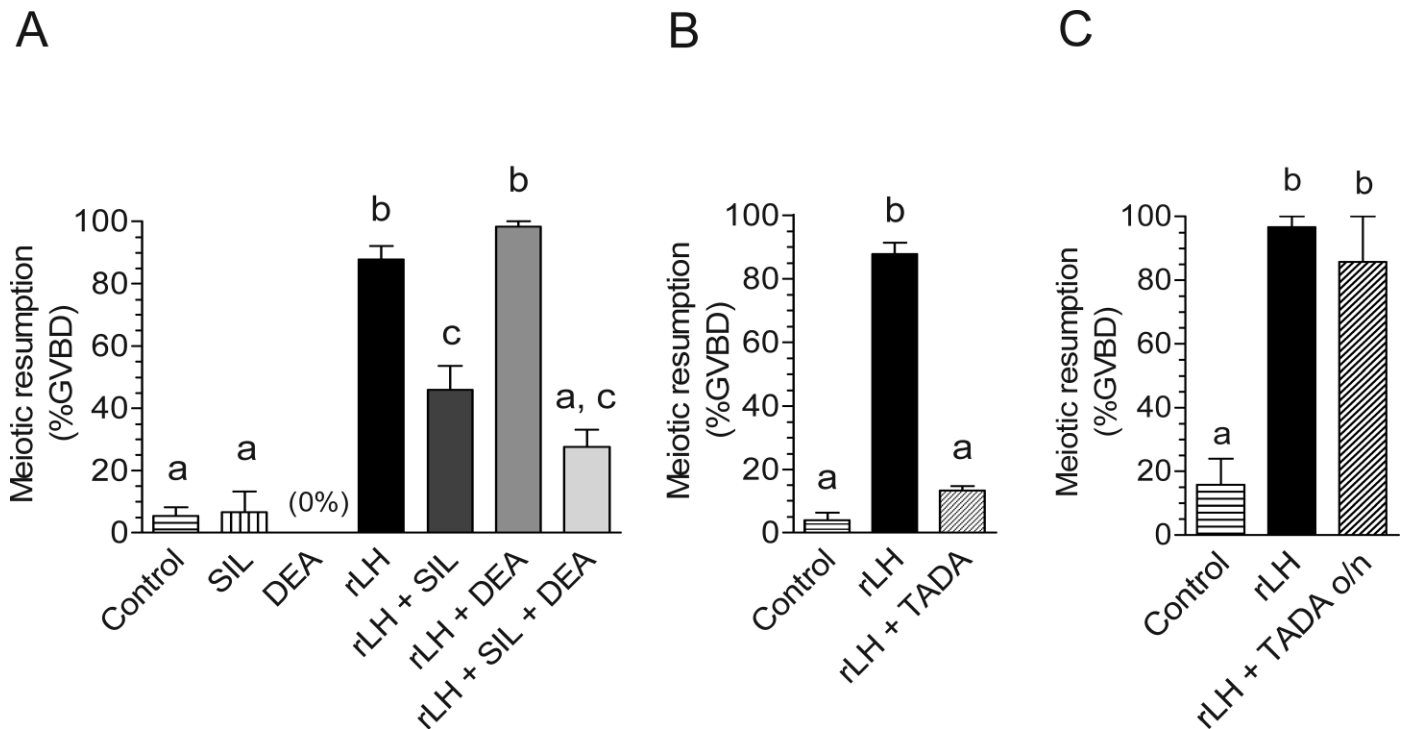 A
B
C
Meiotic resumption
(%GVBD)
100
80
60
40
20
0
a
a
(0%)
b
c
b
a, c
Control
SIL
DEA
rLH
rLH + SIL
rLH + DEA
rLH + SIL + DEA
Meiotic resumption
(%GVBD)
100
80
60
40
20
0
a
b
a
Control
rLH
rLH + TADA
Meiotic resumption
(%GVBD)
100
80
60
40
20
0
a
b
b
Control
rLH
rLH + TADA o/n